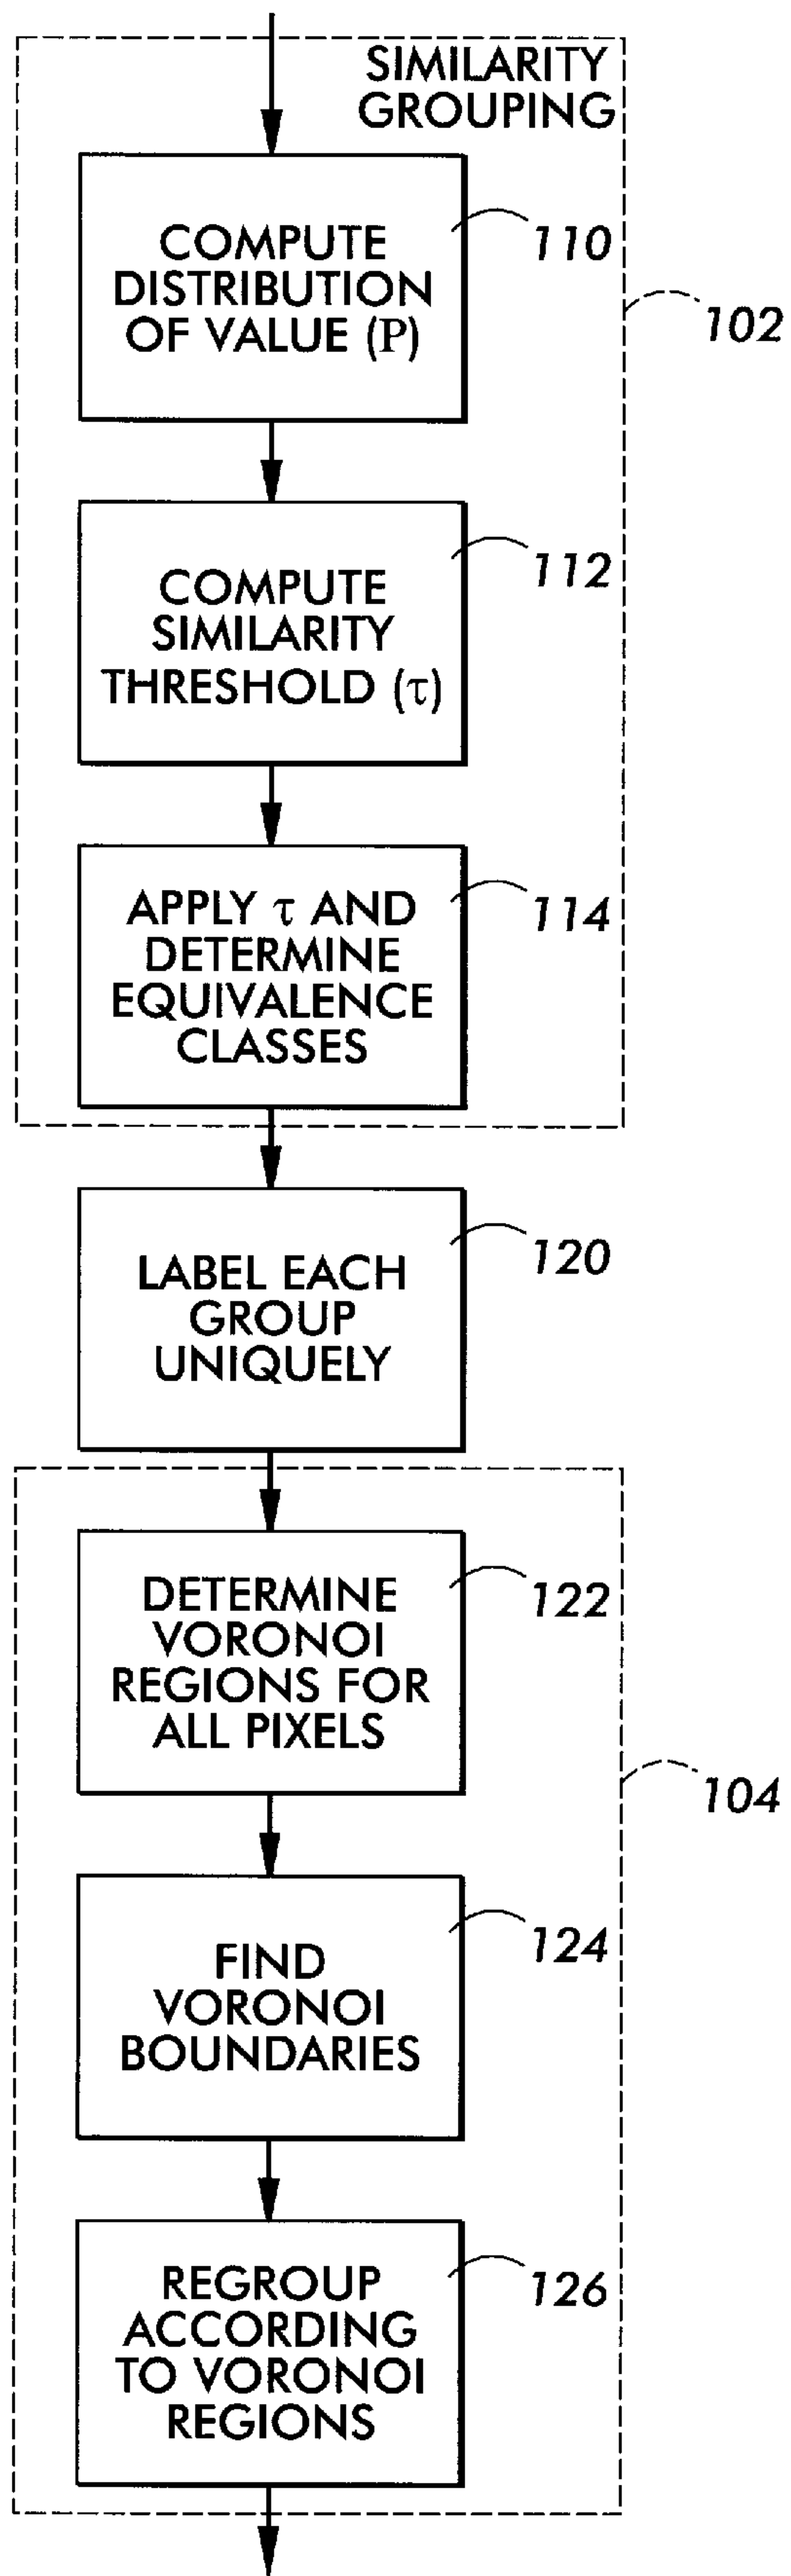 SIMILARITY
GROUPING
COMPUTE
DISTRIBUTION
OF VALUE (P)
110
102
COMPUTE
SIMILARITY
THRESHOLD (τ)
112
APPLY τ AND
DETERMINE
EQUIVALENCE
CLASSES
114
LABEL EACH
GROUP
UNIQUELY
120
DETERMINE
VORONOI
REGIONS FOR
ALL PIXELS
122
104
FIND
VORONOI
BOUNDARIES
124
REGROUP
ACCORDING
TO VORONOI
REGIONS
126